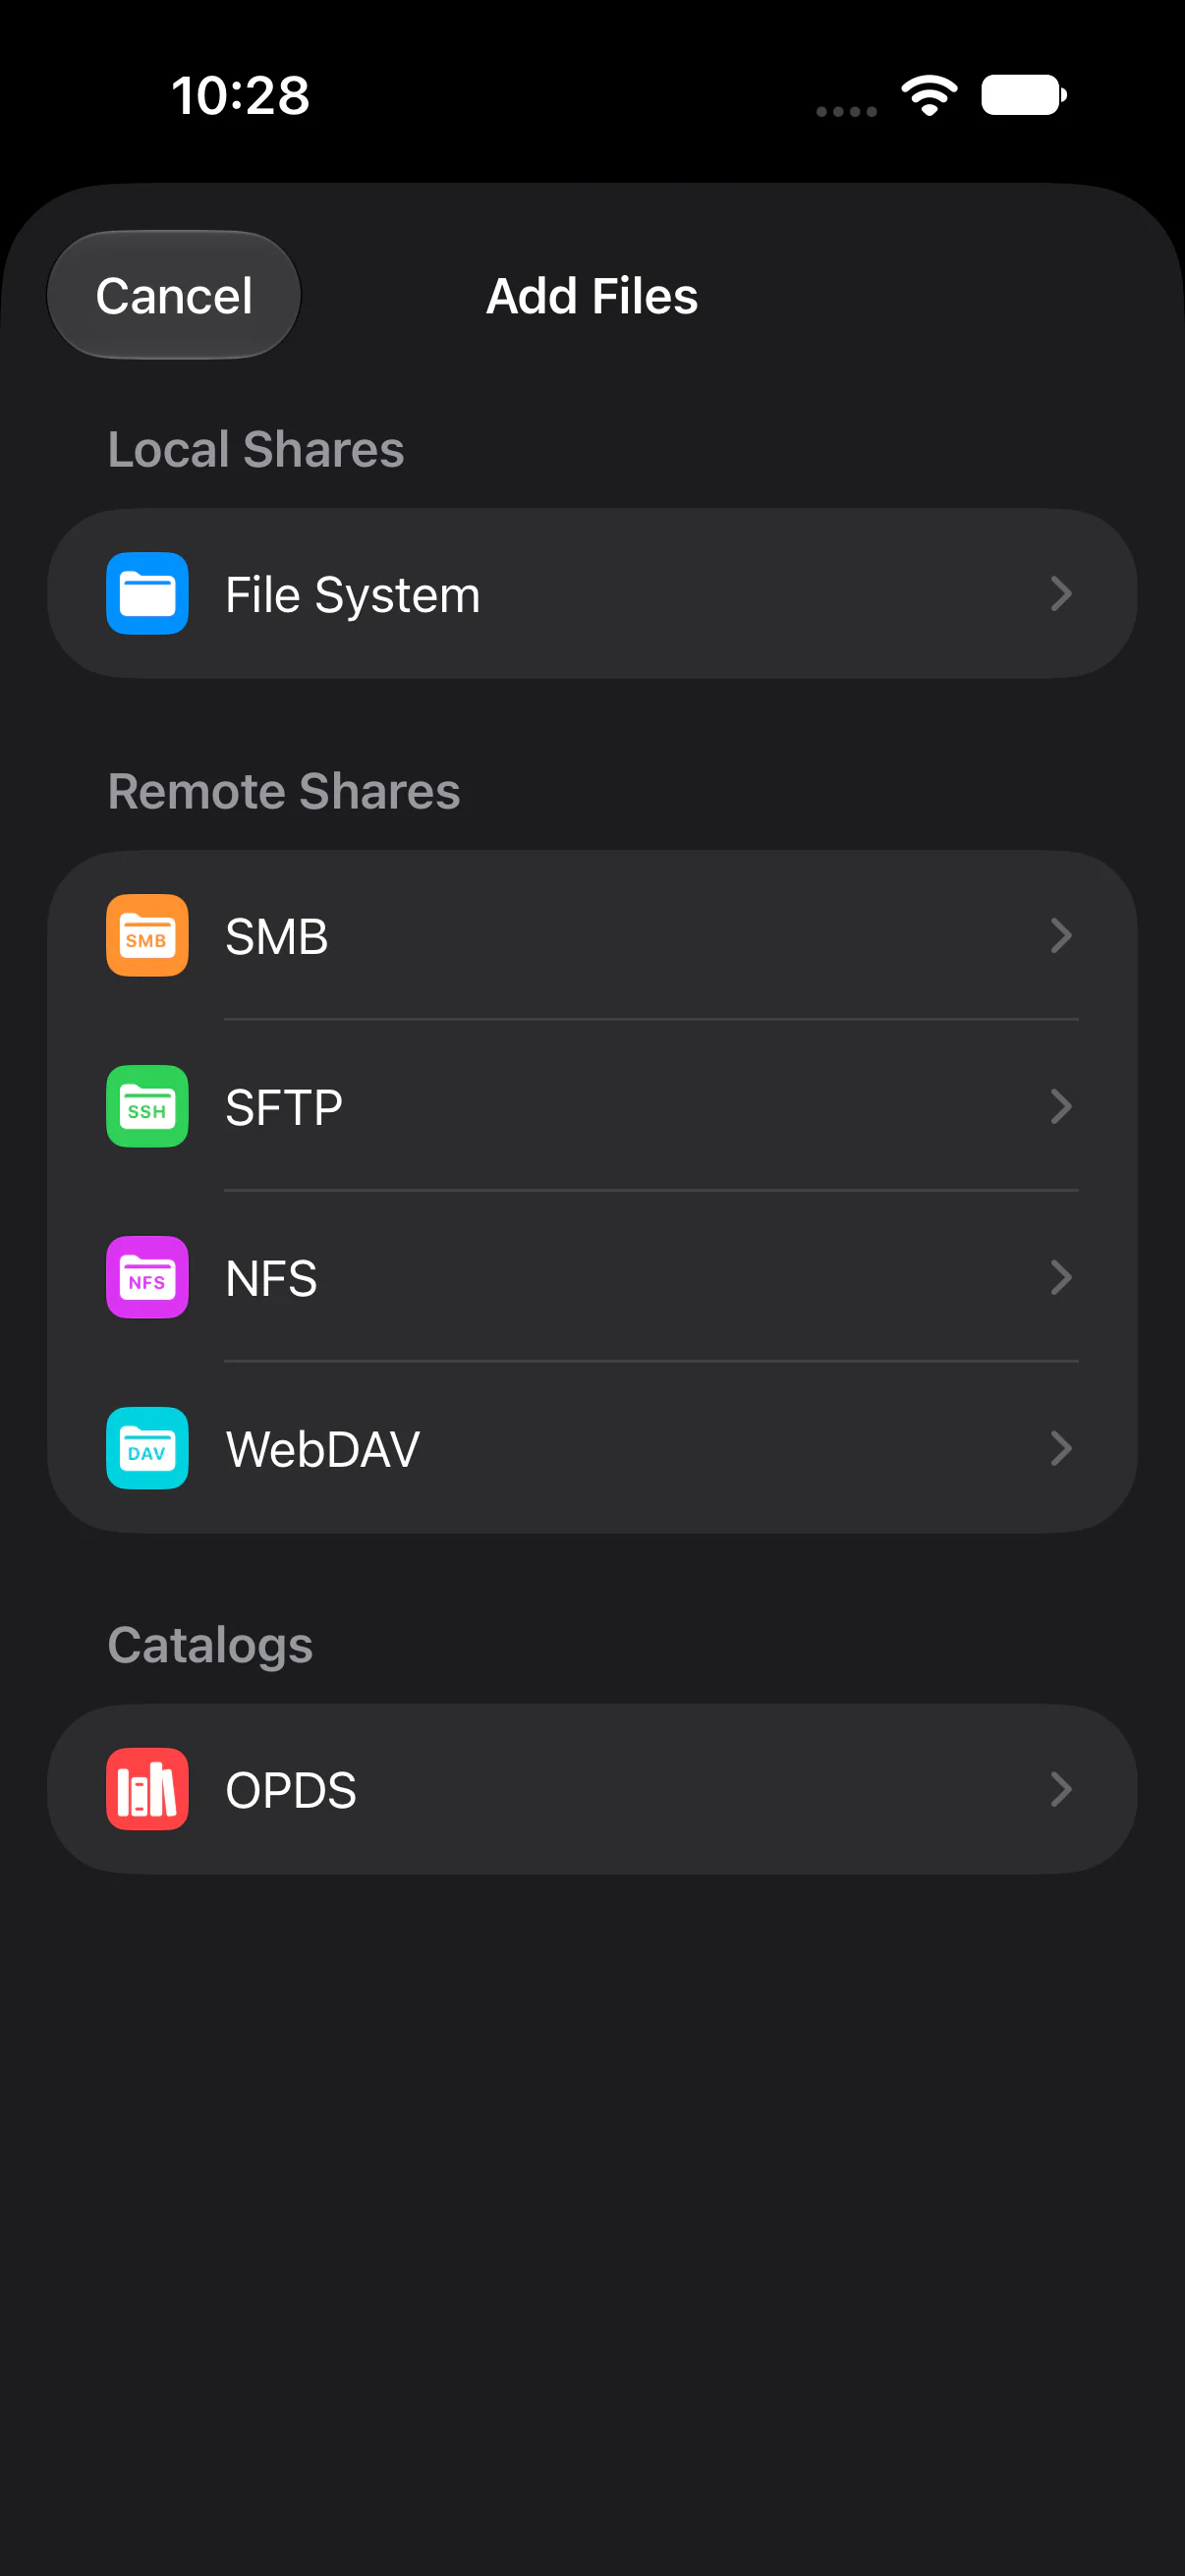 10:28
Cancel
Add Files
Local Shares
File System
Remote Shares
SMB
SMB
SSH
SFTP
NFS
NFS
DAV
WebDAV
Catalogs
OPDS